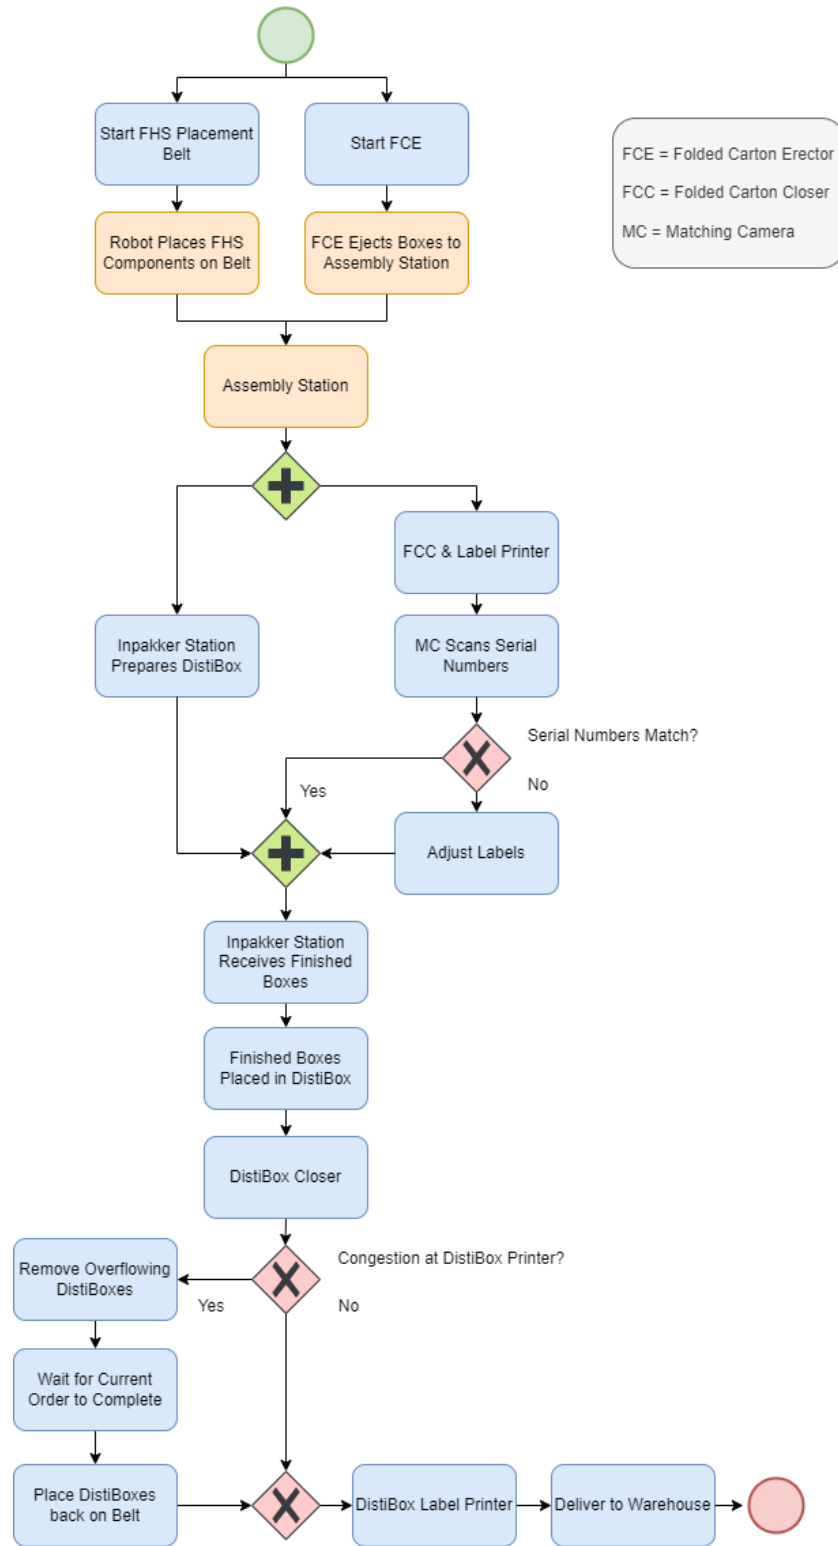 Start FHS Placement
Belt
Start FCE
FCE = Folded Carton Erector
FCC = Folded Carton Closer
MC = Matching Camera
Robot Places FHS
Components on Belt
FCE Ejects Boxes to
Assembly Station
Assembly Station
FCC & Label Printer
Inpakker Station
Prepares DistiBox
MC Scans Serial
Numbers
Serial Numbers Match?
Yes
No
Adjust Labels
Inpakker Station
Receives Finished
Boxes
Finished Boxes
Placed in DistiBox
DistiBox Closer
Congestion at DistiBox Printer?
Yes
No
Remove Overflowing
DistiBoxes
Wait for Current
Order to Complete
Place DistiBoxes
back on Belt
DistiBox Label Printer
Deliver to Warehouse